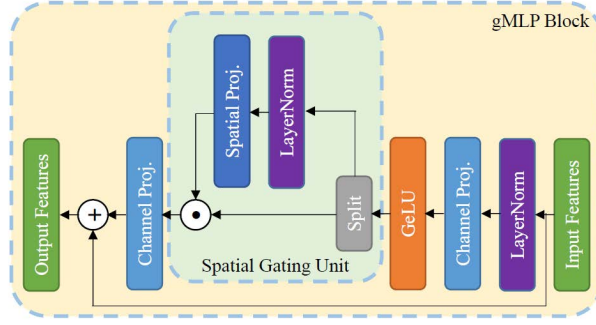 gMLP Block
Spatial Proj.
LayerNorm
Output Features
+
Channel Proj.
Split
GeLU
Channel Proj.
LayerNorm
Input Features
Spatial Gating Unit